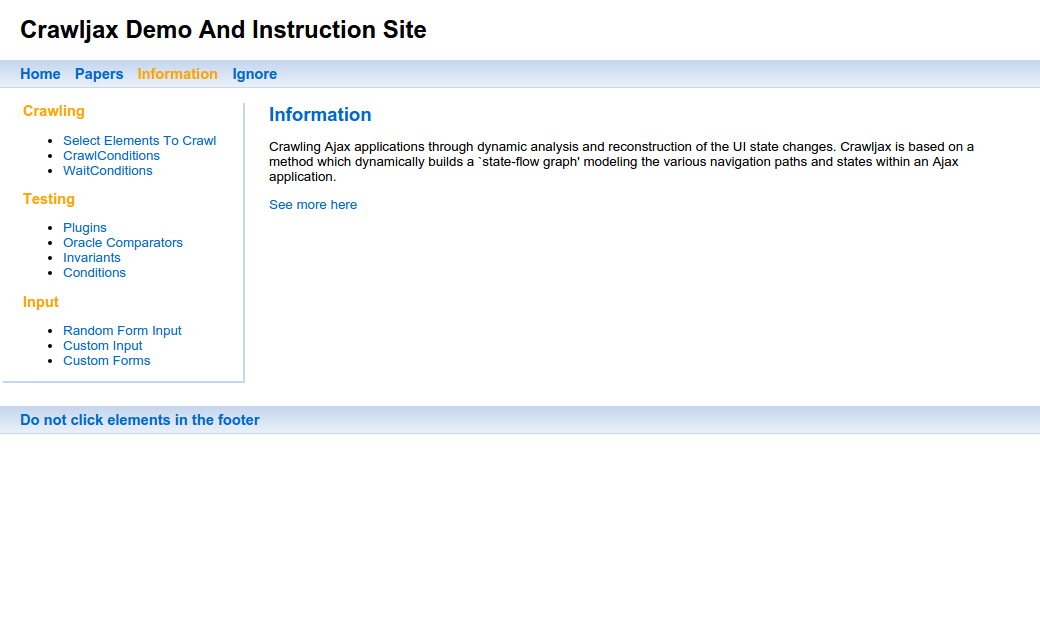 Crawljax Demo And Instruction Site
Home Papers Information Ignore
Crawling
Select Elements To Crawl
CrawlConditions
WaitConditions
Testing
Plugins
Oracle Comparators
Invariants
Conditions
Input
Random Form Input
Custom Input
Custom Forms
Information
Crawling Ajax applications through dynamic analysis and reconstruction of the UI state changes. Crawljax is based on a
method which dynamically builds a `state-flow graph' modeling the various navigation paths and states within an Ajax
application.
See more here
Do not click elements in the footer